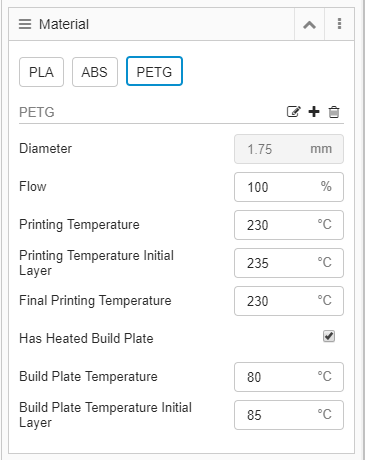 Material
PLA ABS PETG
PETG
Diameter 1.75 mm
Flow 100 %
Printing Temperature 230 °C
Printing Temperature Initial
Layer 235 °C
Final Printing Temperature 230 °C
Has Heated Build Plate
Build Plate Temperature 80 °C
Build Plate Temperature Initial
Layer 85 °C